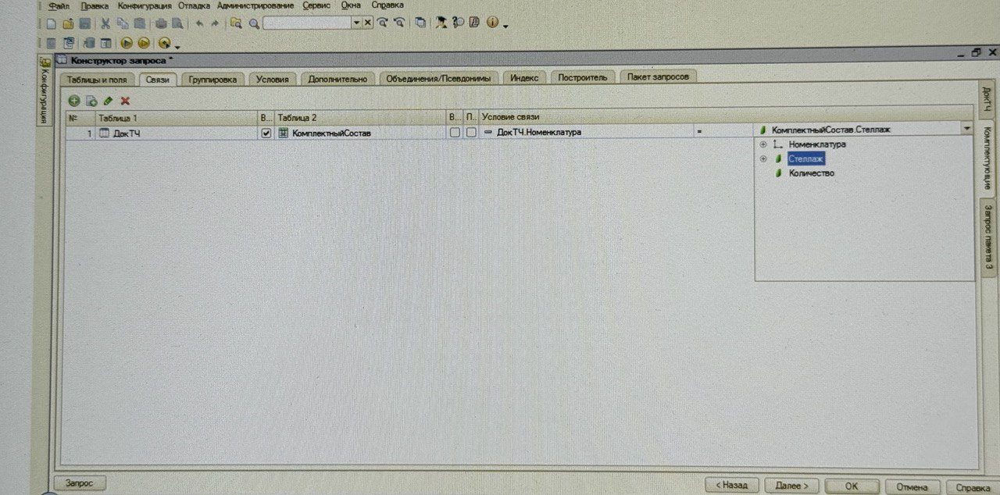 Файл Правка Конфигурация Отладка Администрирование Сервис Окна Справка
Конструктор запроса *
Таблицы и поля Связи Группировка Условия Дополнительно Объединения/Псевдонимы Индекс Построитель Пакет запросов
№ Таблица 1 В... Таблица 2 В... П.. Условие связи
1 ДокТЧ КомплектныйСостав ДокТЧ.Номенклатура = КомплектныйСостав.Стеллаж
Номенклатура
Стеллаж
Количество
Конфигурация
ДокТЧ
Комплектующие
Запрос пакета 3
Запрос < Назад Далее > OK Отмена Справка